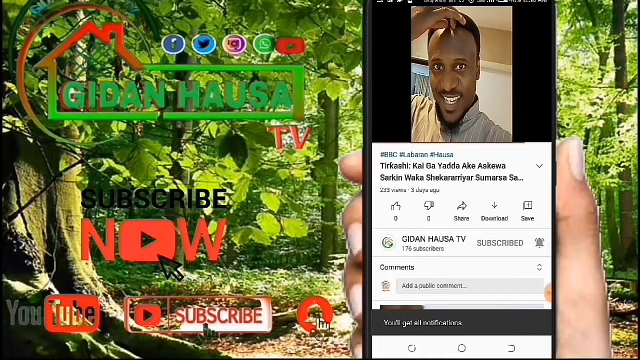 GIDAN HAUSA
TV
SUBSCRIBE
NOW
YouTube
SUBSCRIBE
#BBC #Labaran #Hausa
Tirkashi: Kai Ga Yadda Ake Askewa
Sarkin Waka Shekararriyar Sumarsa Sa...
233 views · 3 days ago
0
0
Share
Download
Save
GIDAN HAUSA TV
176 subscribers
SUBSCRIBED
Comments
Add a public comment...
You'll get all notifications